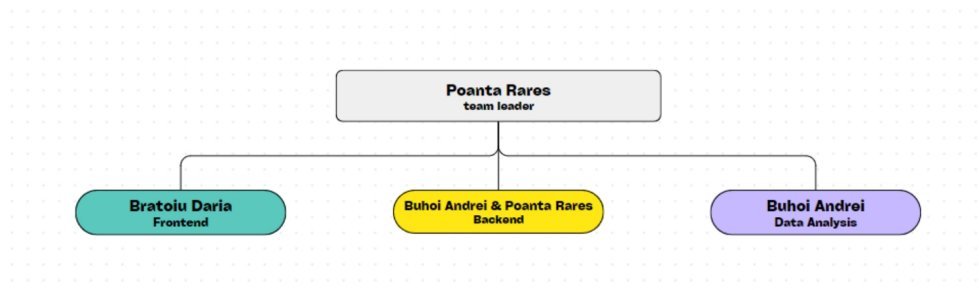 Poanta Rares
team leader
Bratoiu Daria
Frontend
Buhoi Andrei & Poanta Rares
Backend
Buhoi Andrei
Data Analysis